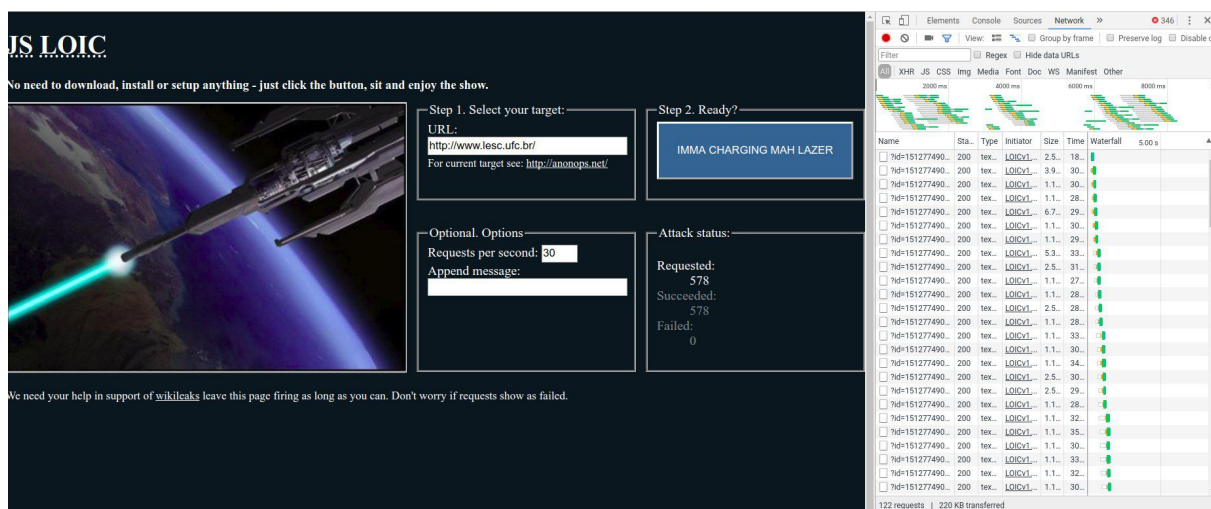 JS LOIC
No need to download, install or setup anything - just click the button, sit and enjoy the show.
Step 1. Select your target:
URL:
http://www.lesc.ufc.br/
For current target see: http://anonops.net/
Step 2. Ready?
IMMA CHARGING MAH LAZER
Optional. Options
Requests per second: 30
Append message:
Attack status:
Requested:
578
Succeeded:
578
Failed:
0
We need your help in support of wikileaks leave this page firing as long as you can. Don't worry if requests show as failed.
Elements Console Sources Network » 346
View: Group by frame Preserve log Disable c
Filter Regex Hide data URLs
All XHR JS CSS Img Media Font Doc WS Manifest Other
2000 ms 4000 ms 6000 ms 8000 ms
Name Sta... Type Initiator Size Time Waterfall 5.00 s
?id=151277490... 200 tex... LOICv1.... 2.5... 18...
?id=151277490... 200 tex... LOICv1.... 3.9... 30...
?id=151277490... 200 tex... LOICv1.... 1.1... 30...
?id=151277490... 200 tex... LOICv1.... 1.1... 28...
?id=151277490... 200 tex... LOICv1.... 6.7... 29...
?id=151277490... 200 tex... LOICv1.... 1.1... 30...
?id=151277490... 200 tex... LOICv1.... 1.1... 29...
?id=151277490... 200 tex... LOICv1.... 5.3... 33...
?id=151277490... 200 tex... LOICv1.... 2.5... 31...
?id=151277490... 200 tex... LOICv1.... 1.1... 27...
?id=151277490... 200 tex... LOICv1.... 1.1... 28...
?id=151277490... 200 tex... LOICv1.... 2.5... 28...
?id=151277490... 200 tex... LOICv1.... 1.1... 28...
?id=151277490... 200 tex... LOICv1.... 1.1... 33...
?id=151277490... 200 tex... LOICv1.... 1.1... 30...
?id=151277490... 200 tex... LOICv1.... 1.1... 34...
?id=151277490... 200 tex... LOICv1.... 2.5... 30...
?id=151277490... 200 tex... LOICv1.... 2.5... 29...
?id=151277490... 200 tex... LOICv1.... 1.1... 28...
?id=151277490... 200 tex... LOICv1.... 1.1... 32...
?id=151277490... 200 tex... LOICv1.... 1.1... 35...
?id=151277490... 200 tex... LOICv1.... 1.1... 30...
?id=151277490... 200 tex... LOICv1.... 1.1... 33...
?id=151277490... 200 tex... LOICv1.... 1.1... 32...
?id=151277490... 200 tex... LOICv1.... 1.1... 30...
122 requests | 220 KB transferred